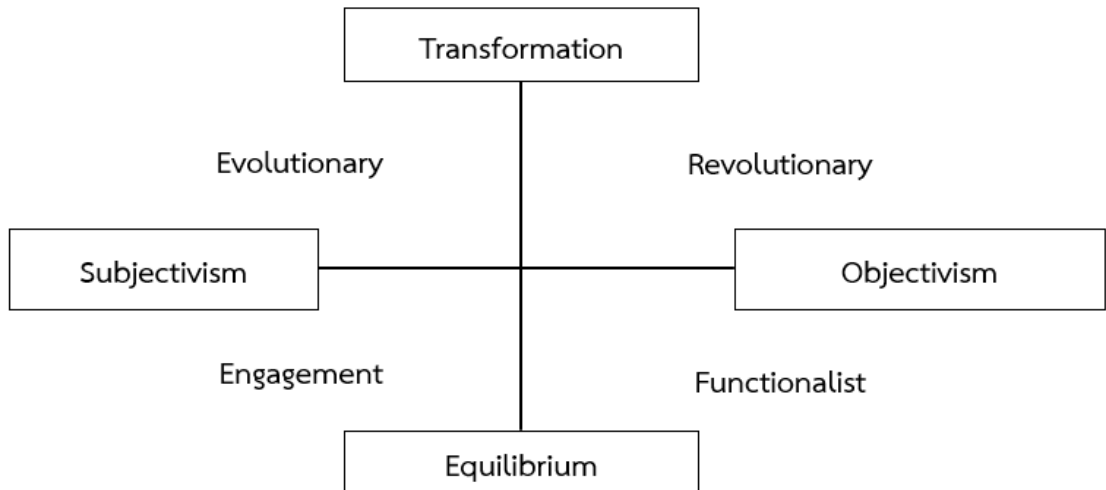 Transformation
Evolutionary
Revolutionary
Subjectivism
Objectivism
Engagement
Functionalist
Equilibrium